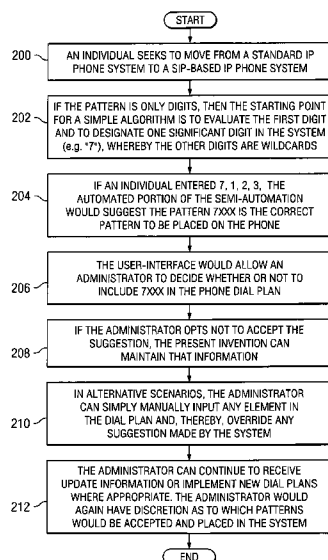 START
200
AN INDIVIDUAL SEEKS TO MOVE FROM A STANDARD IP
PHONE SYSTEM TO A SIP-BASED IP PHONE SYSTEM
202
IF THE PATTERN IS ONLY DIGITS, THEN THE STARTING POINT
FOR A SIMPLE ALGORITHM IS TO EVALUATE THE FIRST DIGIT
AND TO DESIGNATE ONE SIGNIFICANT DIGIT IN THE SYSTEM
(e.g. "7"), WHEREBY THE OTHER DIGITS ARE WILDCARDS
204
IF AN INDIVIDUAL ENTERED 7, 1, 2, 3, THE
AUTOMATED PORTION OF THE SEMI-AUTOMATION
WOULD SUGGEST THE PATTERN 7XXX IS THE CORRECT
PATTERN TO BE PLACED ON THE PHONE
206
THE USER-INTERFACE WOULD ALLOW AN
ADMINISTRATOR TO DECIDE WHETHER OR NOT TO
INCLUDE 7XXX IN THE PHONE DIAL PLAN
208
IF THE ADMINISTRATOR OPTS NOT TO ACCEPT THE
SUGGESTION, THE PRESENT INVENTION CAN
MAINTAIN THAT INFORMATION
210
IN ALTERNATIVE SCENARIOS, THE ADMINISTRATOR
CAN SIMPLY MANUALLY INPUT ANY ELEMENT IN
THE DIAL PLAN AND, THEREBY, OVERRIDE ANY
SUGGESTION MADE BY THE SYSTEM
212
THE ADMINISTRATOR CAN CONTINUE TO RECEIVE
UPDATE INFORMATION OR IMPLEMENT NEW DIAL PLANS
WHERE APPROPRIATE. THE ADMINISTRATOR WOULD
AGAIN HAVE DISCRETION AS TO WHICH PATTERNS
WOULD BE ACCEPTED AND PLACED IN THE SYSTEM
END